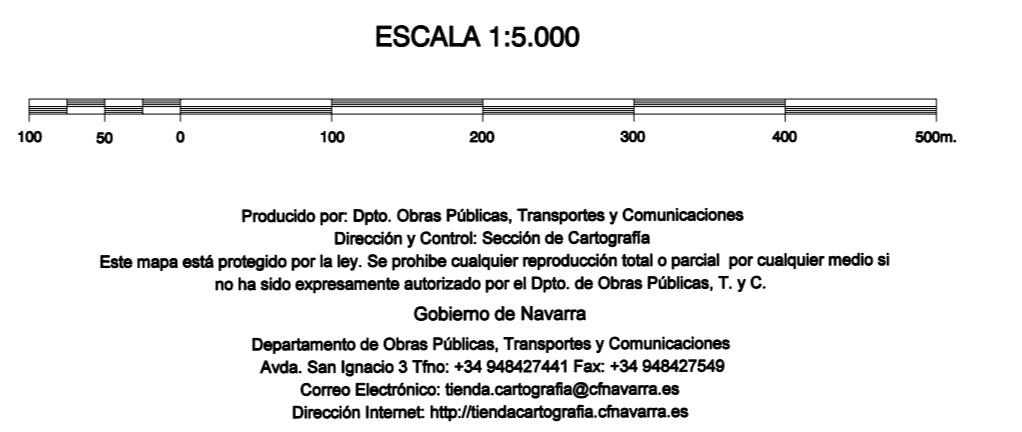 ESCALA 1:5.000
100 50 0 100 200 300 400 500m.
Producido por: Dpto. Obras Públicas, Transportes y Comunicaciones
Dirección y Control: Sección de Cartografía
Este mapa está protegido por la ley. Se prohibe cualquier reproducción total o parcial por cualquier medio si
no ha sido expresamente autorizado por el Dpto. de Obras Públicas, T. y C.
Gobierno de Navarra
Departamento de Obras Públicas, Transportes y Comunicaciones
Avda. San Ignacio 3 Tfno: +34 948427441 Fax: +34 948427549
Correo Electrónico: tienda.cartografia@cfnavarra.es
Dirección Internet: http://tiendacartografia.cfnavarra.es